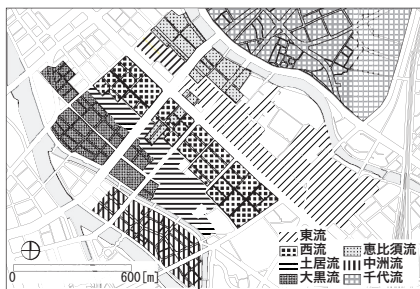 東流
西流
土居流
大黒流
恵比須流
中洲流
千代流
0 600[m]